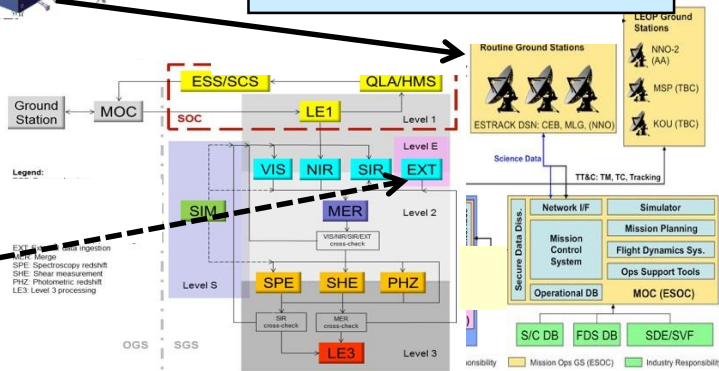 ESS/SCS
QLA/HMS
Ground
Station
MOC
SOC
LE1
Level 1
Level E
VIS
NIR
SIR
EXT
Legend:
SIM
MER
Level 2
VIS/NIR/SIR/EXT
cross-check
EXT: External data ingestion
MER: Merge
SPE: Spectroscopy redshift
SHE: Shear measurement
PHZ: Photometric redshift
LE3: Level 3 processing
Level S
SPE
SHE
PHZ
SIR
cross-check
MER
cross-check
OGS
SGS
LE3
Level 3
Routine Ground Stations
ESTRACK DSN: CEB, MLG, (NNO)
LEOP Ground
Stations
NNO-2
(AA)
MSP (TBC)
KOU (TBC)
Science Data
TT&C: TM, TC, Tracking
Secure Data Diss.
Network I/F
Simulator
Mission
Control
System
Mission Planning
Flight Dynamics Sys.
Ops Support Tools
Operational DB
MOC (ESOC)
S/C DB
FDS DB
SDE/SVF
Mission Ops GS (ESOC)
Industry Responsibility